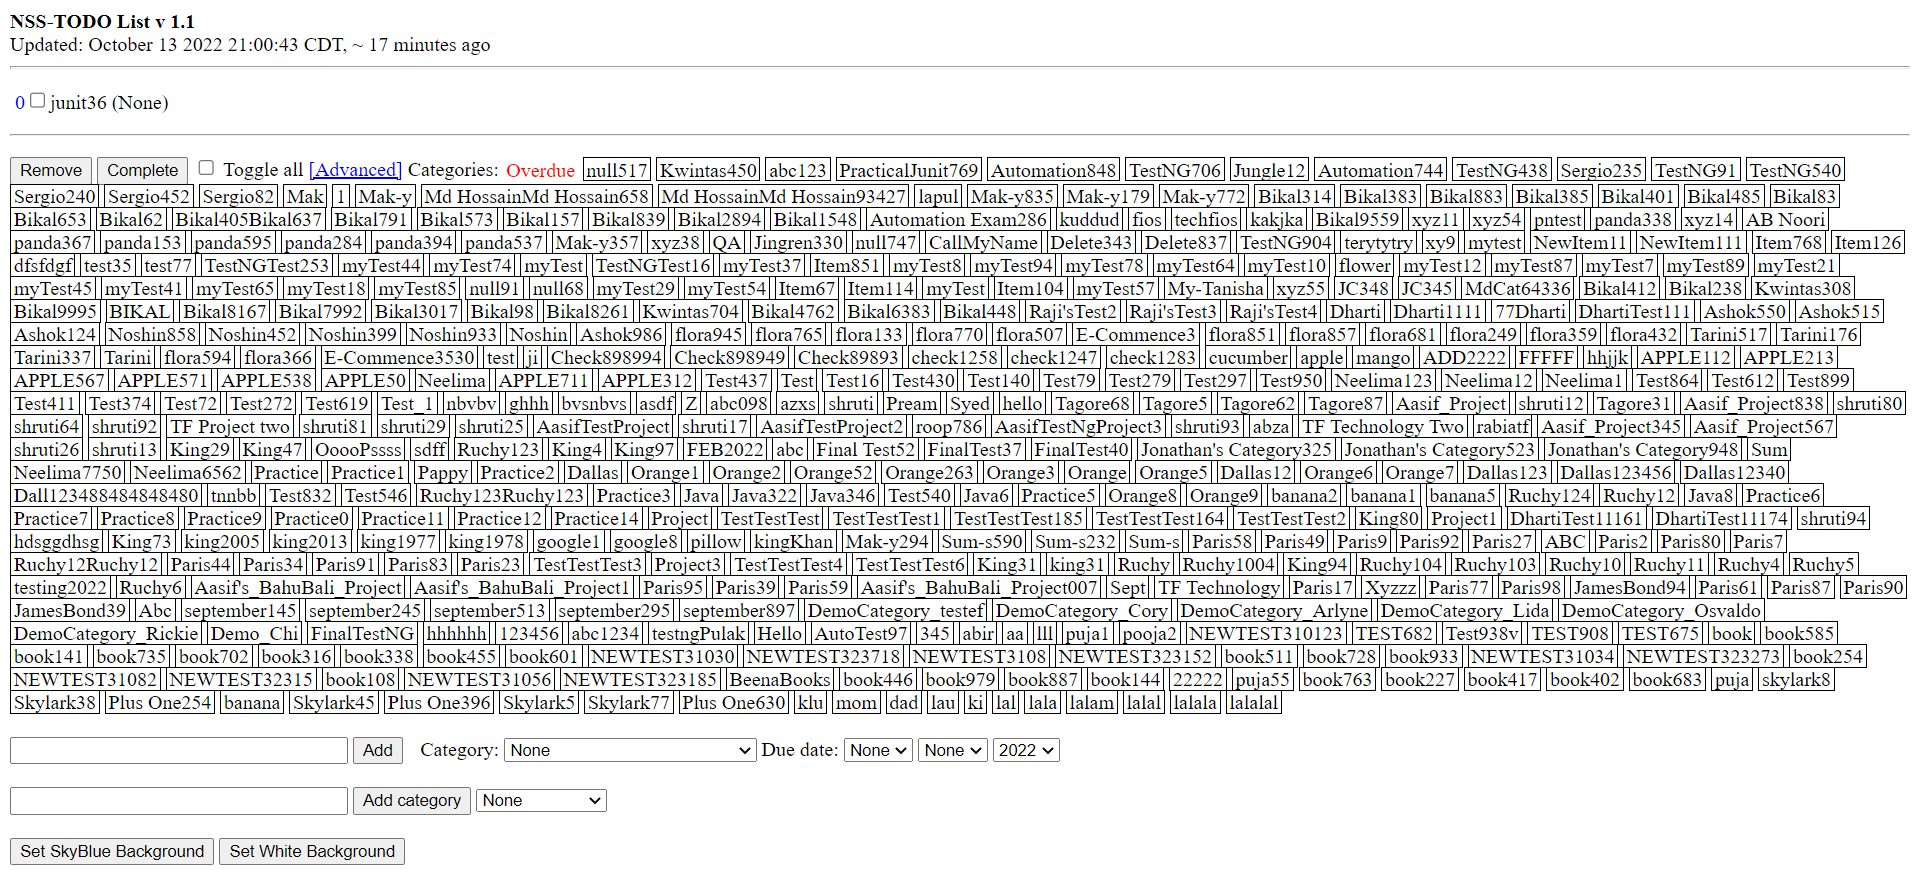 NSS-TODO List v 1.1
Updated: October 13 2022 21:00:43 CDT, ~ 17 minutes ago
0 junit36 (None)
Remove Complete Toggle all [Advanced] Categories: Overdue null517 Kwintas450 abc123 PracticalJunit769 Automation848 TestNG706 Jungle12 Automation744 TestNG438 Sergio235 TestNG91 TestNG540
Sergio240 Sergio452 Sergio82 Mak 1 Mak-y Md HossainMd Hossain658 Md HossainMd Hossain93427 lapul Mak-y835 Mak-y179 Mak-y772 Bikal314 Bikal383 Bikal883 Bikal385 Bikal401 Bikal485 Bikal83
Bikal653 Bikal62 Bikal405Bikal637 Bikal791 Bikal573 Bikal157 Bikal839 Bikal2894 Bikal1548 Automation Exam286 kuddud fios techfios kakjka Bikal9559 xyz11 xyz54 pntest panda338 xyz14 AB Noori
panda367 panda153 panda595 panda284 panda394 panda537 Mak-y357 xyz38 QA Jingren330 null747 CallMyName Delete343 Delete837 TestNG904 terytytry xy9 mytest NewItem11 NewItem111 Item768 Item126
dfsfdgf test35 test77 TestNGTest253 myTest44 myTest74 myTest TestNGTest16 myTest37 Item851 myTest8 myTest94 myTest78 myTest64 myTest10 flower myTest12 myTest87 myTest7 myTest89 myTest21
myTest45 myTest41 myTest65 myTest18 myTest85 null91 null68 myTest29 myTest54 Item67 Item114 myTest Item104 myTest57 My-Tanisha xyz55 JC348 JC345 MdCat64336 Bikal412 Bikal238 Kwintas308
Bikal9995 BIKAL Bikal8167 Bikal7992 Bikal3017 Bikal98 Bikal8261 Kwintas704 Bikal4762 Bikal6383 Bikal448 Raji'sTest2 Raji'sTest3 Raji'sTest4 Dharti Dharti1111 77Dharti DhartiTest111 Ashok550 Ashok515
Ashok124 Noshin858 Noshin452 Noshin399 Noshin933 Noshin Ashok986 flora945 flora765 flora133 flora770 flora507 E-Commence3 flora851 flora857 flora681 flora249 flora359 flora432 Tarini517 Tarini176
Tarini337 Tarini flora594 flora366 E-Commence3530 test ji Check898994 Check898949 Check89893 check1258 check1247 check1283 cucumber apple mango ADD2222 FFFFF hhjjk APPLE112 APPLE213
APPLE567 APPLE571 APPLE538 APPLE50 Neelima APPLE711 APPLE312 Test437 Test Test16 Test430 Test140 Test79 Test279 Test297 Test950 Neelima123 Neelima12 Neelima1 Test864 Test612 Test899
Test411 Test374 Test72 Test272 Test619 Test_1 nbvbv ghhh bvsnbvs asdf Z abc098 azxs shruti Pream Syed hello Tagore68 Tagore5 Tagore62 Tagore87 Aasif_Project shruti12 Tagore31 Aasif_Project838 shruti80
shruti64 shruti92 TF Project two shruti81 shruti29 shruti25 AasifTestProject shruti17 AasifTestProject2 roop786 AasifTestNgProject3 shruti93 abza TF Technology Two rabiatf Aasif_Project345 Aasif_Project567
shruti26 shruti13 King29 King47 OoooPssss sdff Ruchy123 King4 King97 FEB2022 abc Final Test52 FinalTest37 FinalTest40 Jonathan's Category325 Jonathan's Category523 Jonathan's Category948 Sum
Neelima7750 Neelima6562 Practice Practice1 Pappy Practice2 Dallas Orange1 Orange2 Orange52 Orange263 Orange3 Orange Orange5 Dallas12 Orange6 Orange7 Dallas123 Dallas123456 Dallas12340
Dall123488484848480 tnnbb Test832 Test546 Ruchy123Ruchy123 Practice3 Java Java322 Java346 Test540 Java6 Practice5 Orange8 Orange9 banana2 banana1 banana5 Ruchy124 Ruchy12 Java8 Practice6
Practice7 Practice8 Practice9 Practice0 Practice11 Practice12 Practice14 Project TestTestTest TestTestTest1 TestTestTest185 TestTestTest164 TestTestTest2 King80 Project1 DhartiTest11161 DhartiTest11174 shruti94
hdsggdhsg King73 king2005 king2013 king1977 king1978 google1 google8 pillow kingKhan Mak-y294 Sum-s590 Sum-s232 Sum-s Paris58 Paris49 Paris9 Paris92 Paris27 ABC Paris2 Paris80 Paris7
Ruchy12Ruchy12 Paris44 Paris34 Paris91 Paris83 Paris23 TestTestTest3 Project3 TestTestTest4 TestTestTest6 King31 king31 Ruchy Ruchy1004 King94 Ruchy104 Ruchy103 Ruchy10 Ruchy11 Ruchy4 Ruchy5
testing2022 Ruchy6 Aasif's_BahuBali_Project Aasif's_BahuBali_Project1 Paris95 Paris39 Paris59 Aasif's_BahuBali_Project007 Sept TF Technology Paris17 Xyzzz Paris77 Paris98 JamesBond94 Paris61 Paris87 Paris90
JamesBond39 Abc september145 september245 september513 september295 september897 DemoCategory_testef DemoCategory_Cory DemoCategory_Arlyne DemoCategory_Lida DemoCategory_Osvaldo
DemoCategory_Rickie Demo_Chi FinalTestNG hhhhhh 123456 abc1234 testngPulak Hello AutoTest97 345 abir aa lll puja1 pooja2 NEWTEST310123 TEST682 Test938v TEST908 TEST675 book book585
book141 book735 book702 book316 book338 book455 book601 NEWTEST31030 NEWTEST323718 NEWTEST3108 NEWTEST323152 book511 book728 book933 NEWTEST31034 NEWTEST323273 book254
NEWTEST31082 NEWTEST32315 book108 NEWTEST31056 NEWTEST323185 BeenaBooks book446 book979 book887 book144 22222 puja55 book763 book227 book417 book402 book683 puja skylark8
Skylark38 Plus One254 banana Skylark45 Plus One396 Skylark5 Skylark77 Plus One630 klu mom dad lau ki lal lala lalam lalal lalala lalalal
Add Category: None Due date: None None 2022
Add category None
Set SkyBlue Background Set White Background